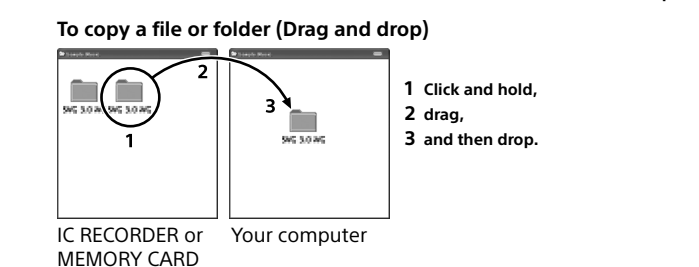 To copy a file or folder (Drag and drop)
2
3
1
1 Click and hold,
2 drag,
3 and then drop.
IC RECORDER or
MEMORY CARD
Your computer